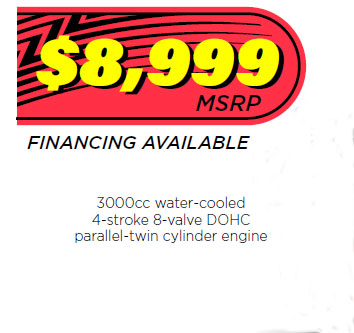 $8,999
MSRP
FINANCING AVAILABLE
3000cc water-cooled
4-stroke 8-valve DOHC
parallel-twin cylinder engine